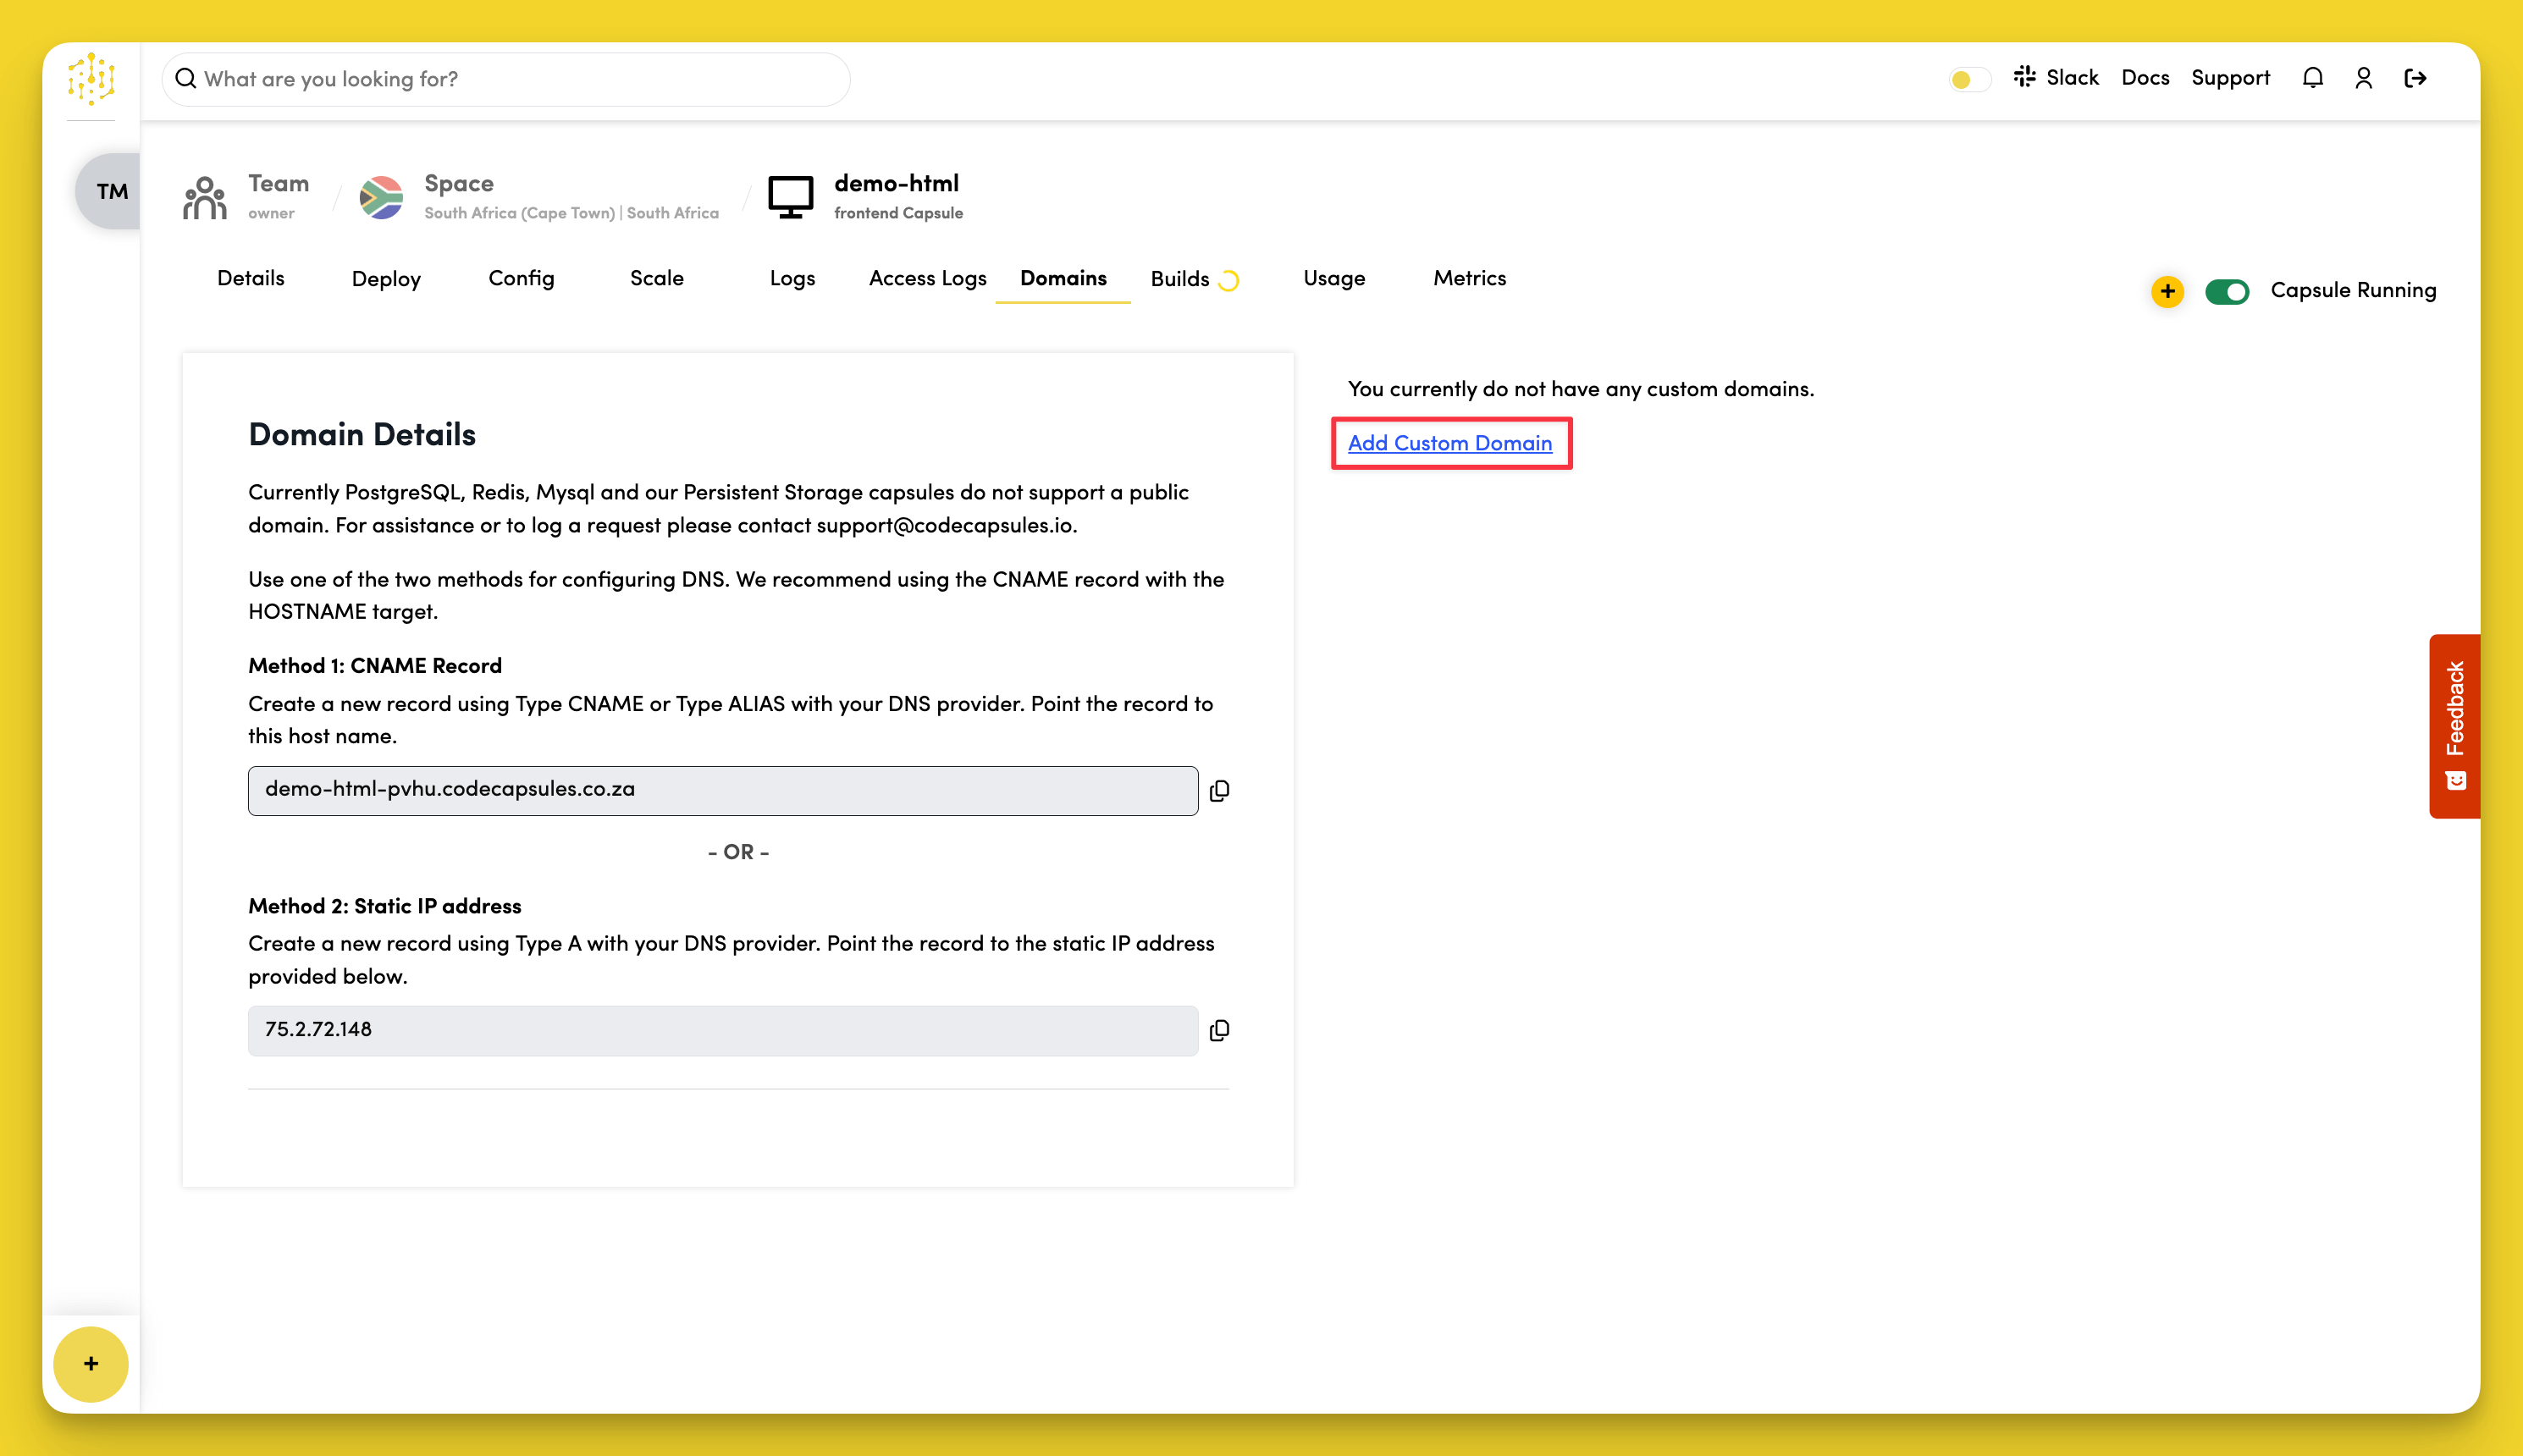 What are you looking for?
Slack
Docs
Support
TM
Team
owner
Space
South Africa (Cape Town) | South Africa
demo-html
frontend Capsule
Details
Deploy
Config
Scale
Logs
Access Logs
Domains
Builds
Usage
Metrics
+
Capsule Running
Domain Details
Currently PostgreSQL, Redis, Mysql and our Persistent Storage capsules do not support a public
domain. For assistance or to log a request please contact support@codecapsules.io.
Use one of the two methods for configuring DNS. We recommend using the CNAME record with the
HOSTNAME target.
Method 1: CNAME Record
Create a new record using Type CNAME or Type ALIAS with your DNS provider. Point the record to
this host name.
demo-html-pvhu.codecapsules.co.za
- OR -
Method 2: Static IP address
Create a new record using Type A with your DNS provider. Point the record to the static IP address
provided below.
75.2.72.148
You currently do not have any custom domains.
Add Custom Domain
Feedback
+